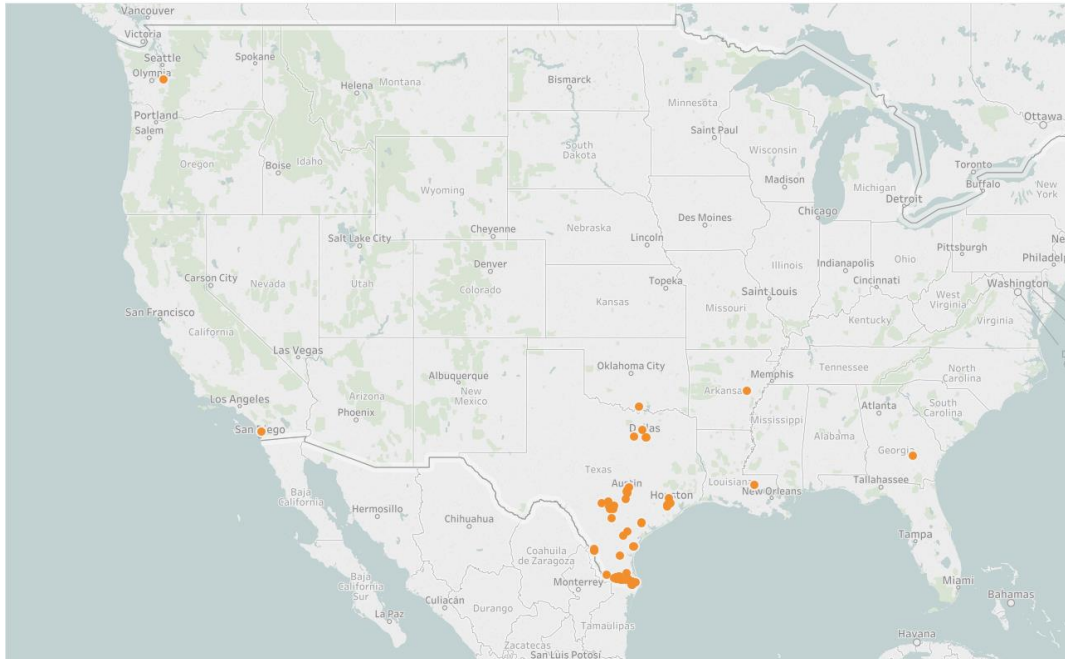 Vancouver
Victoria
Seattle
Olympia
Spokane
Portland
Salem
Oregon
Boise
Idaho
Helena
Montana
Bismarck
Minnesota
Saint Paul
South
Dakota
Wisconsin
Madison
Michigan
Ottawa
Toronto
Buffalo
New
York
Detroit
Chicago
Wyoming
Cheyenne
Nebraska
Lincoln
Des Moines
Salt Lake City
Carson City
Nevada
Utah
Denver
Colorado
Topeka
Kansas
Missouri
Saint Louis
Illinois
Indianapolis
Ohio
Cincinnati
Pittsburgh
Philadelp
Washington
West
Virginia
Virginia
Kentucky
San Francisco
California
Las Vegas
Los Angeles
Arizona
Phoenix
Albuquerque
New
Mexico
Oklahoma City
Arkansas
Memphis
Tennessee
North
Carolina
South
Carolina
Atlanta
Mississippi
Alabama
Georgia
Dallas
Texas
Austin
Houston
Louisiana
New Orleans
Tallahassee
Tampa
Miami
Bahamas
Havana
San Diego
Baja
California
Hermosillo
Chihuahua
Coahuila
de Zaragoza
Monterrey
Baja
California
Sur
Culiacán
Durango
La Paz
Tamaulipas
Zacatecas
San Luis Potosí